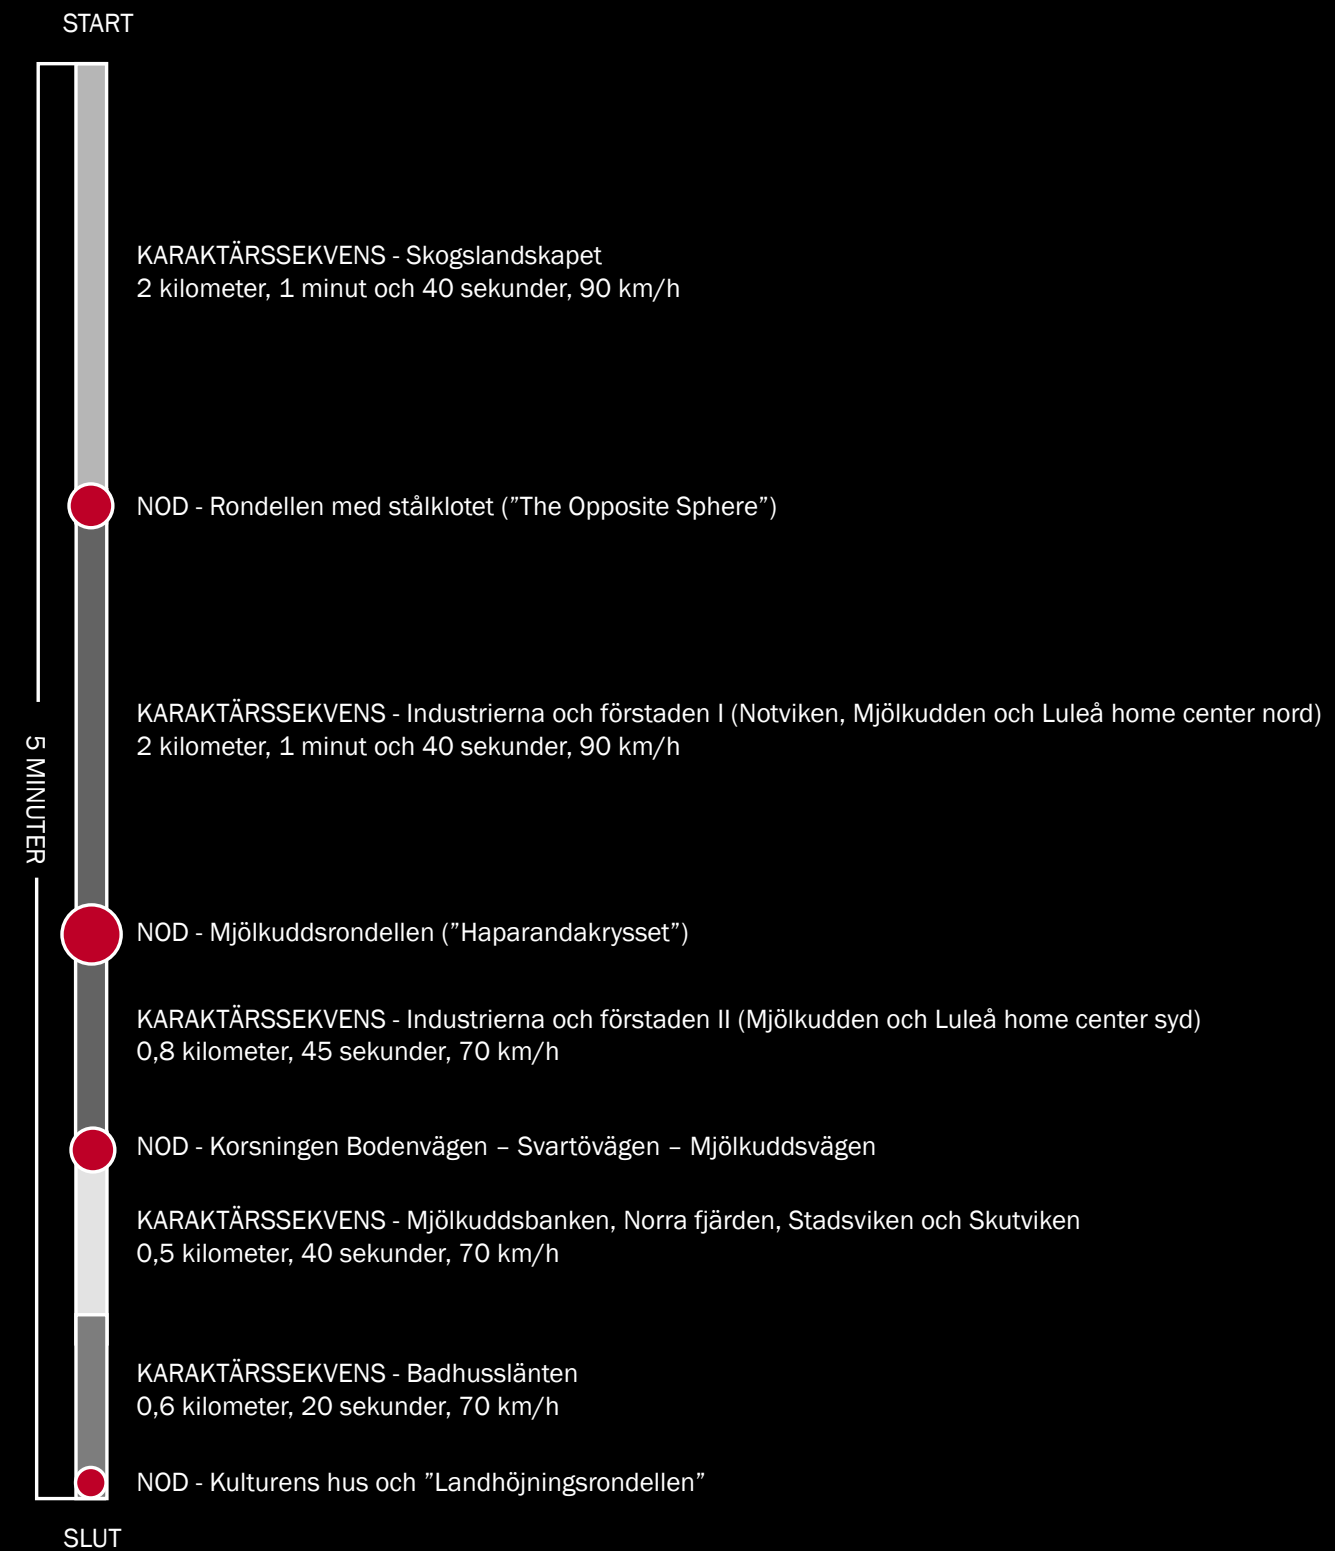 START
KARAKTÄRSSEKVENS - Skogslandskapet
2 kilometer, 1 minut och 40 sekunder, 90 km/h
NOD - Rondellen med stålklotet (”The Opposite Sphere”)
KARAKTÄRSSEKVENS - Industrierna och förstaden I (Notviken, Mjölkudden och Luleå home center nord)
2 kilometer, 1 minut och 40 sekunder, 90 km/h
5 MINUTER
NOD - Mjölkuddsrondellen (”Haparandakrysset”)
KARAKTÄRSSEKVENS - Industrierna och förstaden II (Mjölkudden och Luleå home center syd)
0,8 kilometer, 45 sekunder, 70 km/h
NOD - Korsningen Bodenvägen – Svartövägen – Mjölkuddsvägen
KARAKTÄRSSEKVENS - Mjölkuddsbanken, Norra fjärden, Stadsviken och Skutviken
0,5 kilometer, 40 sekunder, 70 km/h
KARAKTÄRSSEKVENS - Badhusslänten
0,6 kilometer, 20 sekunder, 70 km/h
NOD - Kulturens hus och ”Landhöjningsrondellen”
SLUT